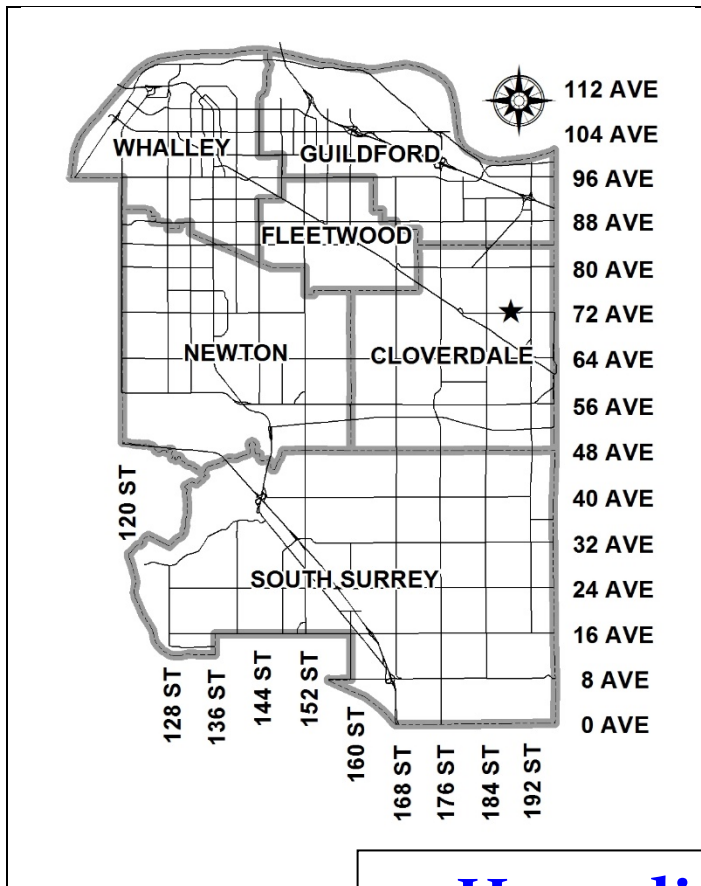 112 AVE
104 AVE
WHALLEY
GUILDFORD
96 AVE
88 AVE
FLEETWOOD
80 AVE
72 AVE
NEWTON
CLOVERDALE
64 AVE
56 AVE
48 AVE
120 ST
40 AVE
32 AVE
SOUTH SURREY
24 AVE
16 AVE
8 AVE
0 AVE
128 ST
136 ST
144 ST
152 ST
160 ST
168 ST
176 ST
184 ST
192 ST